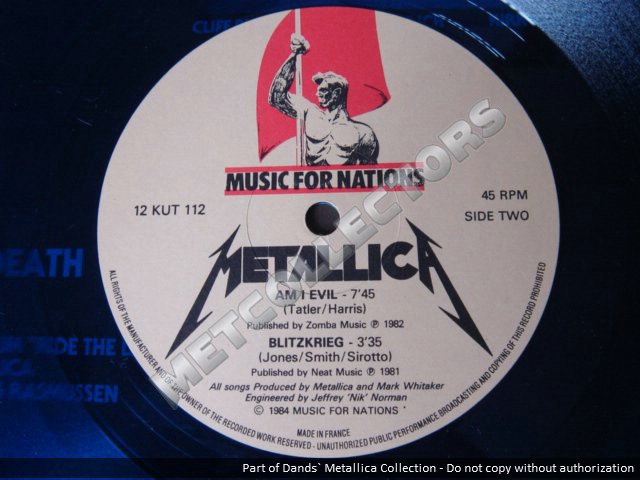 MUSIC FOR NATIONS
12 KUT 112
45 RPM
SIDE TWO
METALLICA
AM I EVIL - 7'45
(Tatler/Harris)
Published by Zomba Music ℗ 1982
BLITZKRIEG - 3'35
(Jones/Smith/Sirotto)
Published by Neat Music ℗ 1981
All songs Produced by Metallica and Mark Whitaker
Engineered by Jeffrey 'Nik' Norman
© 1984 MUSIC FOR NATIONS
MADE IN FRANCE
ALL RIGHTS OF THE MANUFACTURER AND OF THE OWNER OF THE RECORDED WORK RESERVED - UNAUTHORIZED PUBLIC PERFORMANCE BROADCASTING AND COPYING OF THIS RECORD PROHIBITED
DEATH
RASMUSSEN
METCOLLECTORS
Part of Dands` Metallica Collection - Do not copy without authorization